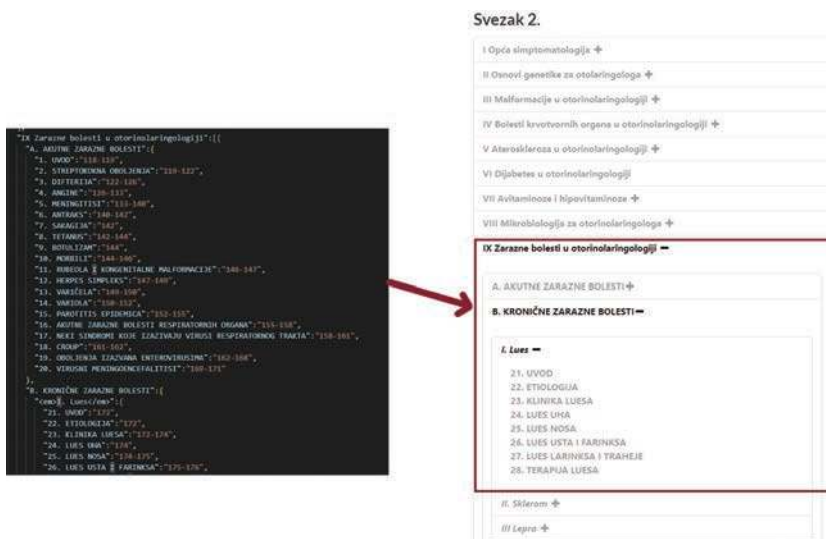 "IX Zarazne bolesti u otorinolaringologiji":[{
"A. AKUTNE ZARAZNE BOLESTI":{
"1. UVOD":"118-119",
"2. STREPTOKOKNA OBOLJENJA":"119-122",
"3. DIFTERIJA":"122-126",
"4. ANGINE":"126-133",
"5. MENINGITISI":"133-140",
"6. ANTRAKS":"140-142",
"7. SAKAGIJA":"142",
"8. TETANUS":"142-144",
"9. BOTULIZAM":"144",
"10. MORBILI":"144-146",
"11. RUBEOLA I KONGENITALNE MALFORMACIJE":"146-147",
"12. HERPES SIMPLEKS":"147-149",
"13. VARIČELA":"149-150",
"14. VARIOLA":"150-152",
"15. PAROTITIS EPIDEMICA":"152-155",
"16. AKUTNE ZARAZNE BOLESTI RESPIRATORNIH ORGANA":"155-158",
"17. NEKI SINDROMI KOJE IZAZIVAJU VIRUSI RESPIRATORNOG TRAKTA":"158-161",
"18. CROUP":"161-162",
"19. OBOLJENJA IZAZVANA ENTEROVIRUSIMA":"162-168",
"20. VIRUSNI MENINGOENCEFALITISI":"168-171"
},
"B. KRONIČNE ZARAZNE BOLESTI":{
"<em>I. Lues</em>":{
"21. UVOD":"172",
"22. ETIOLOGIJA":"172",
"23. KLINIKA LUESA":"172-174",
"24. LUES UHA":"174",
"25. LUES NOSA":"174-175",
"26. LUES USTA I FARINKSA":"175-176",
Svezak 2.
I Opća simptomatologija +
II Osnovi genetike za otolaringologa +
III Malformacije u otorinolaringologiji +
IV Bolesti krvotvornih organa u otorinolaringologiji +
V Ateroskleroza u otorinolaringologiji +
VI Dijabetes u otorinolaringologiji
VII Avitaminoze i hipovitaminoze +
VIII Mikrobiologija za otorinolaringologa +
IX Zarazne bolesti u otorinolaringologiji −
A. AKUTNE ZARAZNE BOLESTI +
B. KRONIČNE ZARAZNE BOLESTI −
I. Lues −
21. UVOD
22. ETIOLOGIJA
23. KLINIKA LUESA
24. LUES UHA
25. LUES NOSA
26. LUES USTA I FARINKSA
27. LUES LARINKSA I TRAHEJE
28. TERAPIJA LUESA
II. Sklerom +
III Lepra +